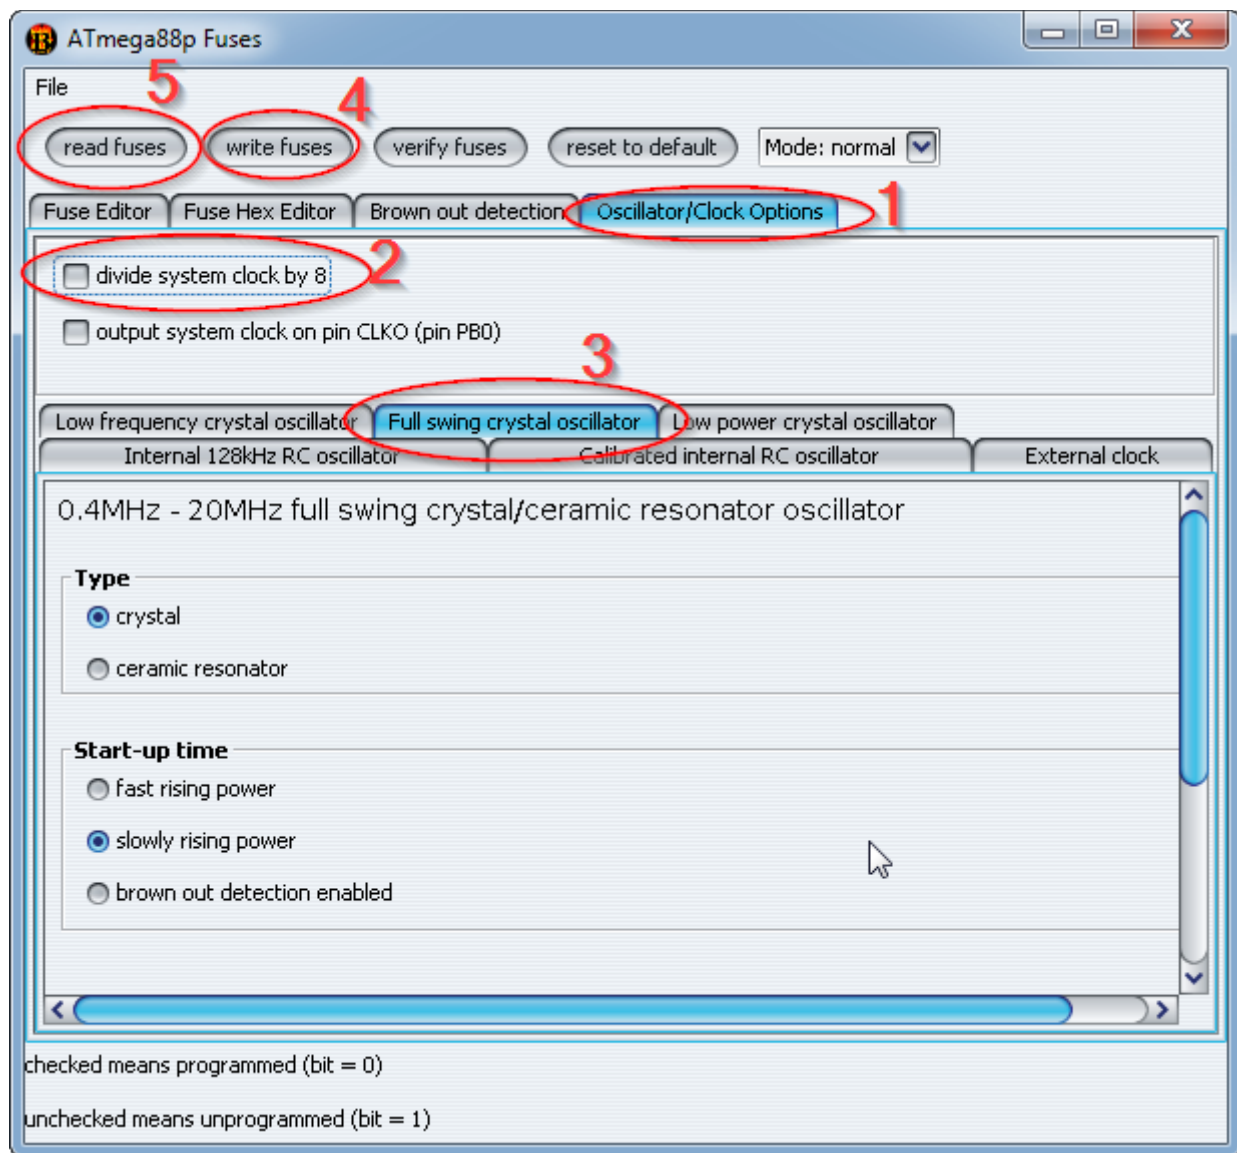 ATmega88p Fuses
File
5
4
read fuses write fuses verify fuses reset to default Mode: normal
1
Fuse Editor Fuse Hex Editor Brown out detection Oscillator/Clock Options
2
divide system clock by 8
output system clock on pin CLKO (pin PB0)
3
Low frequency crystal oscillator Full swing crystal oscillator Low power crystal oscillator
Internal 128kHz RC oscillator Calibrated internal RC oscillator External clock
0.4MHz - 20MHz full swing crystal/ceramic resonator oscillator
Type
crystal
ceramic resonator
Start-up time
fast rising power
slowly rising power
brown out detection enabled
checked means programmed (bit = 0)
unchecked means unprogrammed (bit = 1)